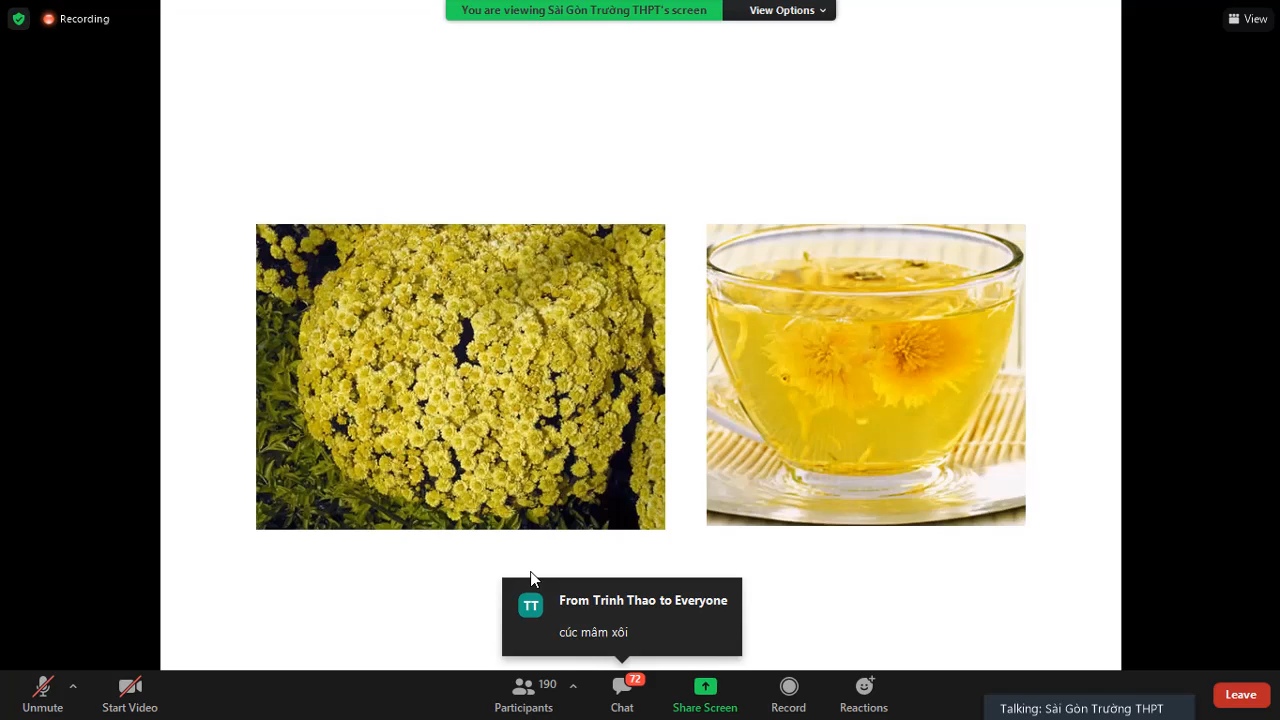 You are viewing Sài Gòn Trường THPT's screen
View Options
Recording
View
TT
From Trinh Thao to Everyone
cúc mâm xôi
Unmute
Start Video
190
Participants
72
Chat
Share Screen
Record
Reactions
Talking: Sài Gòn Trường THPT
Leave